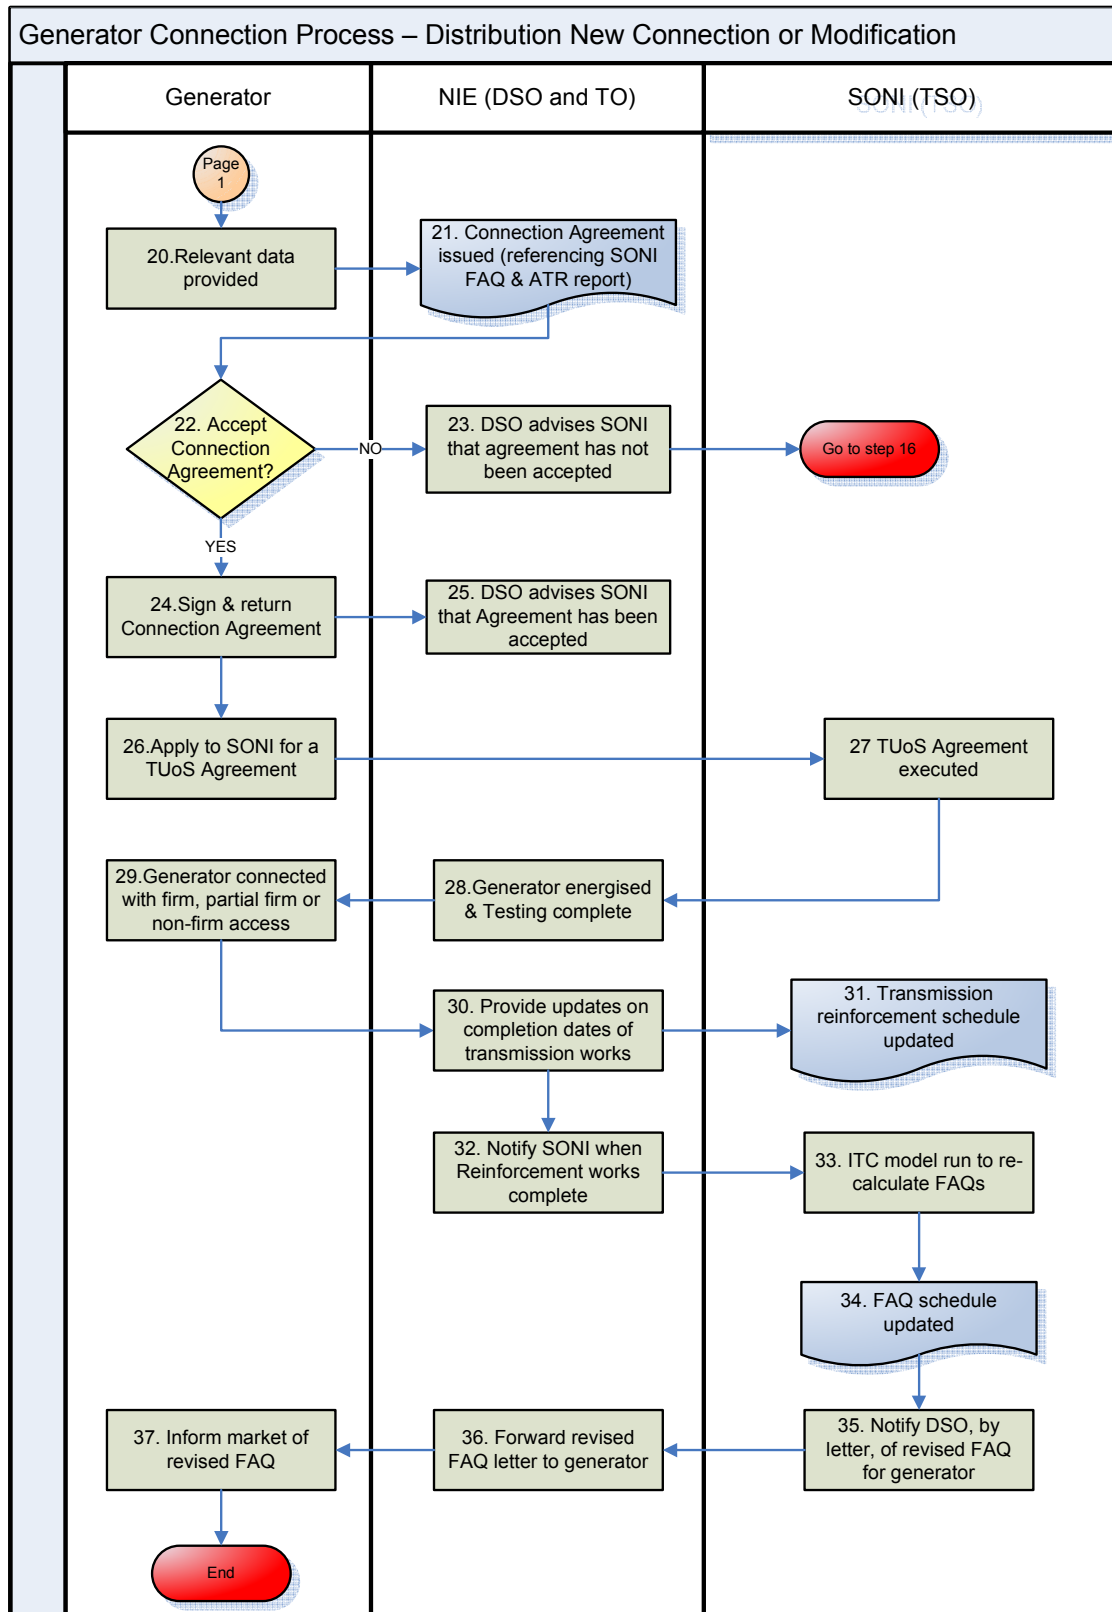 Generator Connection Process – Distribution New Connection or Modification
Generator
NIE (DSO and TO)
SONI (TSO)
Page
1
20.Relevant data
provided
21. Connection Agreement
issued (referencing SONI
FAQ & ATR report)
22. Accept
Connection
Agreement?
NO
23. DSO advises SONI
that agreement has not
been accepted
Go to step 16
YES
24.Sign & return
Connection Agreement
25. DSO advises SONI
that Agreement has been
accepted
26.Apply to SONI for a
TUoS Agreement
27 TUoS Agreement
executed
29.Generator connected
with firm, partial firm or
non-firm access
28.Generator energised
& Testing complete
30. Provide updates on
completion dates of
transmission works
31. Transmission
reinforcement schedule
updated
32. Notify SONI when
Reinforcement works
complete
33. ITC model run to re-
calculate FAQs
34. FAQ schedule
updated
35. Notify DSO, by
letter, of revised FAQ
for generator
36. Forward revised
FAQ letter to generator
37. Inform market of
revised FAQ
End